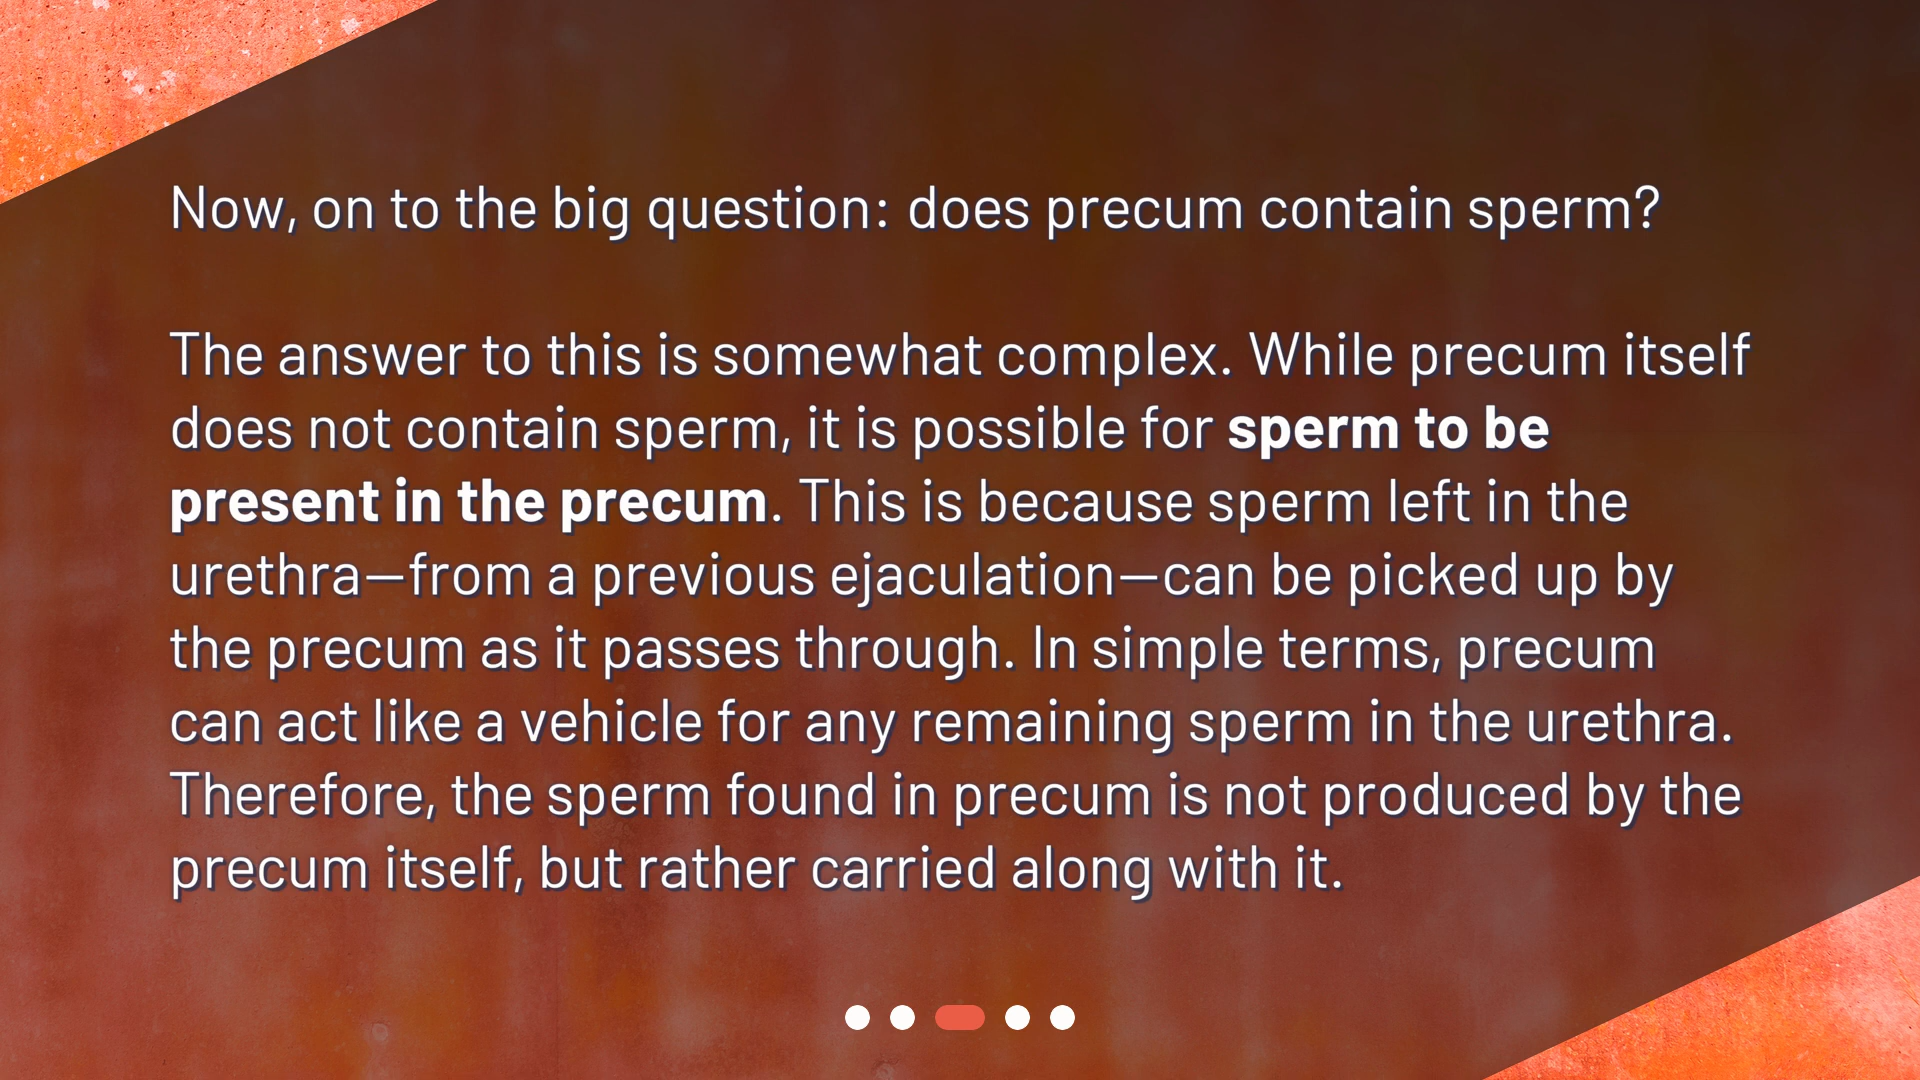 Now, on to the big question: does precum contain sperm?
The answer to this is somewhat complex. While precum itself
does not contain sperm, it is possible for sperm to be
present in the precum. This is because sperm left in the
urethra—from a previous ejaculation—can be picked up by
the precum as it passes through. In simple terms, precum
can act like a vehicle for any remaining sperm in the urethra.
Therefore, the sperm found in precum is not produced by the
precum itself, but rather carried along with it.